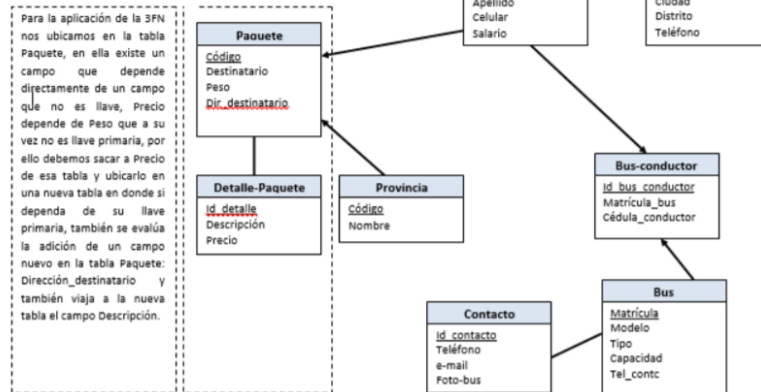 Para la aplicación de la 3FN
nos ubicamos en la tabla
Paquete, en ella existe un
campo que depende
directamente de un campo
que no es llave, Precio
depende de Peso que a su
vez no es llave primaria, por
ello debemos sacar a Precio
de esa tabla y ubicarlo en
una nueva tabla en donde si
dependa de su llave
primaria, también se evalúa
la adición de un campo
nuevo en la tabla Paquete:
Dirección_destinatario y
también viaja a la nueva
tabla el campo Descripción.
Paquete
Código
Destinatario
Peso
Dir_destinatario
Detalle-Paquete
Id_detalle
Descripción
Precio
Provincia
Código
Nombre
Apellido
Celular
Salario
Ciudad
Distrito
Teléfono
Bus-conductor
Id_bus_conductor
Matrícula_bus
Cédula_conductor
Bus
Matrícula
Modelo
Tipo
Capacidad
Tel_contc
Contacto
Id_contacto
Teléfono
e-mail
Foto-bus